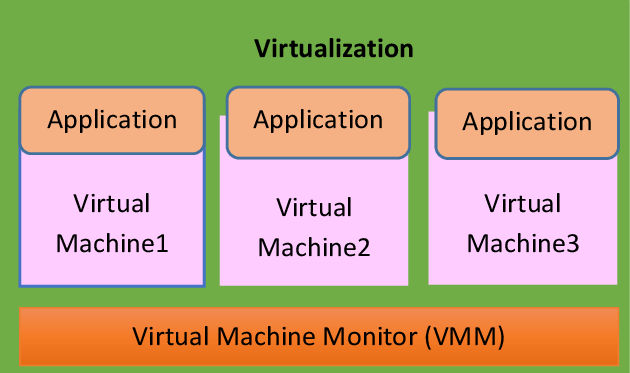 Virtualization
Application
Application
Application
Virtual
Machine1
Virtual
Machine2
Virtual
Machine3
Virtual Machine Monitor (VMM)